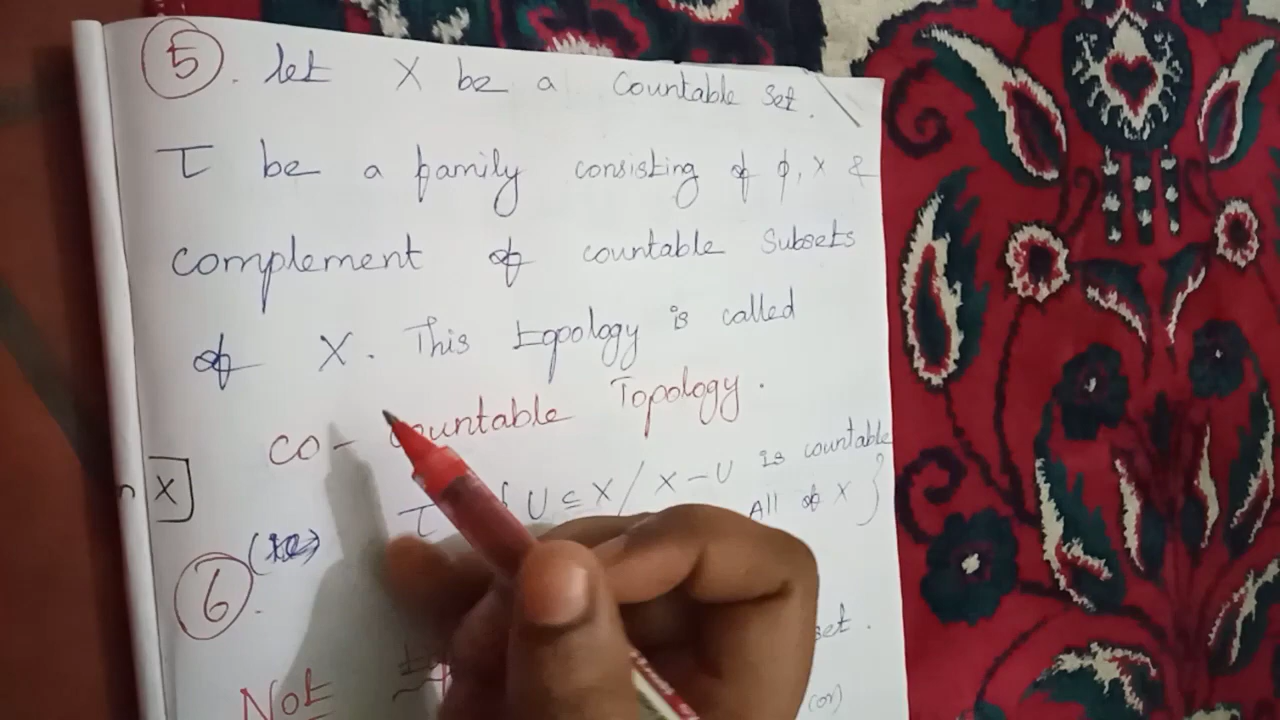 5. let X be a Countable Set.
τ be a family consisting of φ, X &
complement of countable Subsets
of X. This topology is called
CO - countable Topology.
τ { U ⊆ X / X - U is countable
All of X }
X
6.
set.
Not
(or)